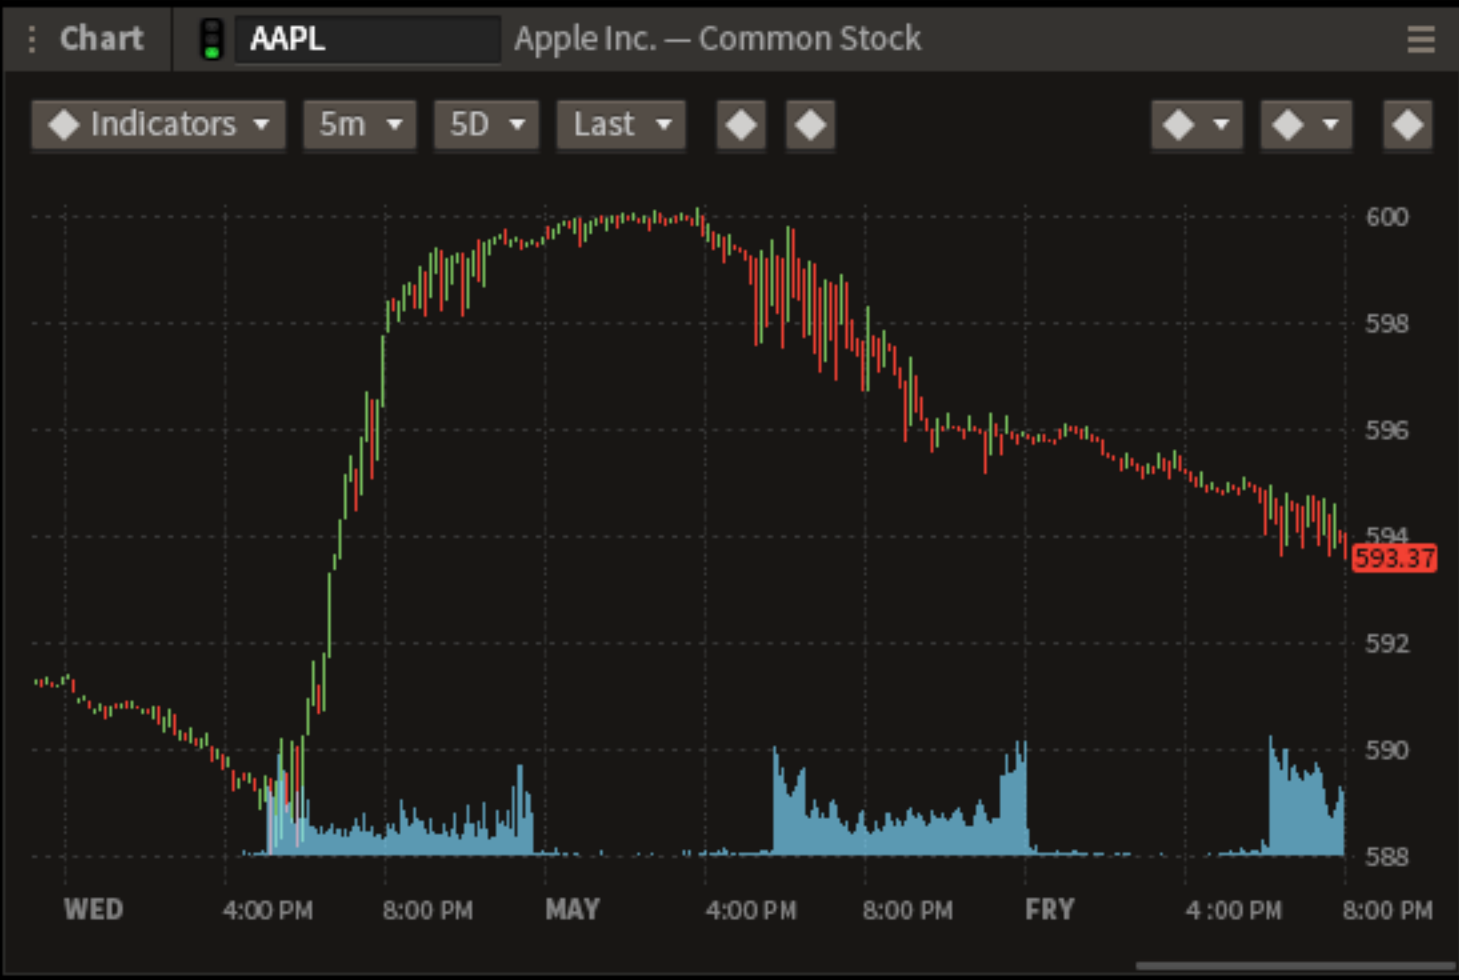 Chart AAPL Apple Inc. — Common Stock
Indicators 5m 5D Last
600
598
596
594
593.37
592
590
588
WED 4:00 PM 8:00 PM MAY 4:00 PM 8:00 PM FRY 4:00 PM 8:00 PM